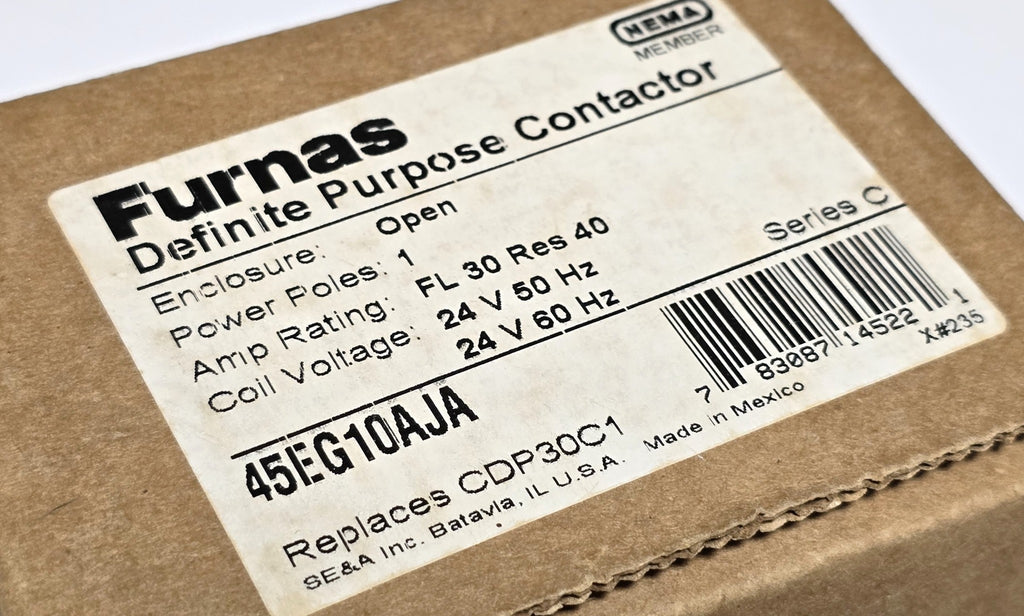 NEMA
MEMBER
Furnas
Definite Purpose Contactor
Enclosure: Open
Power Poles: 1
Amp Rating: FL 30 Res 40
Coil Voltage: 24 V 50 Hz
24 V 60 Hz
Series C
45EG10AJA
7 83087 14522 1
X#235
Replaces CDP30C1
SE&A Inc. Batavia, IL U.S.A. Made in Mexico